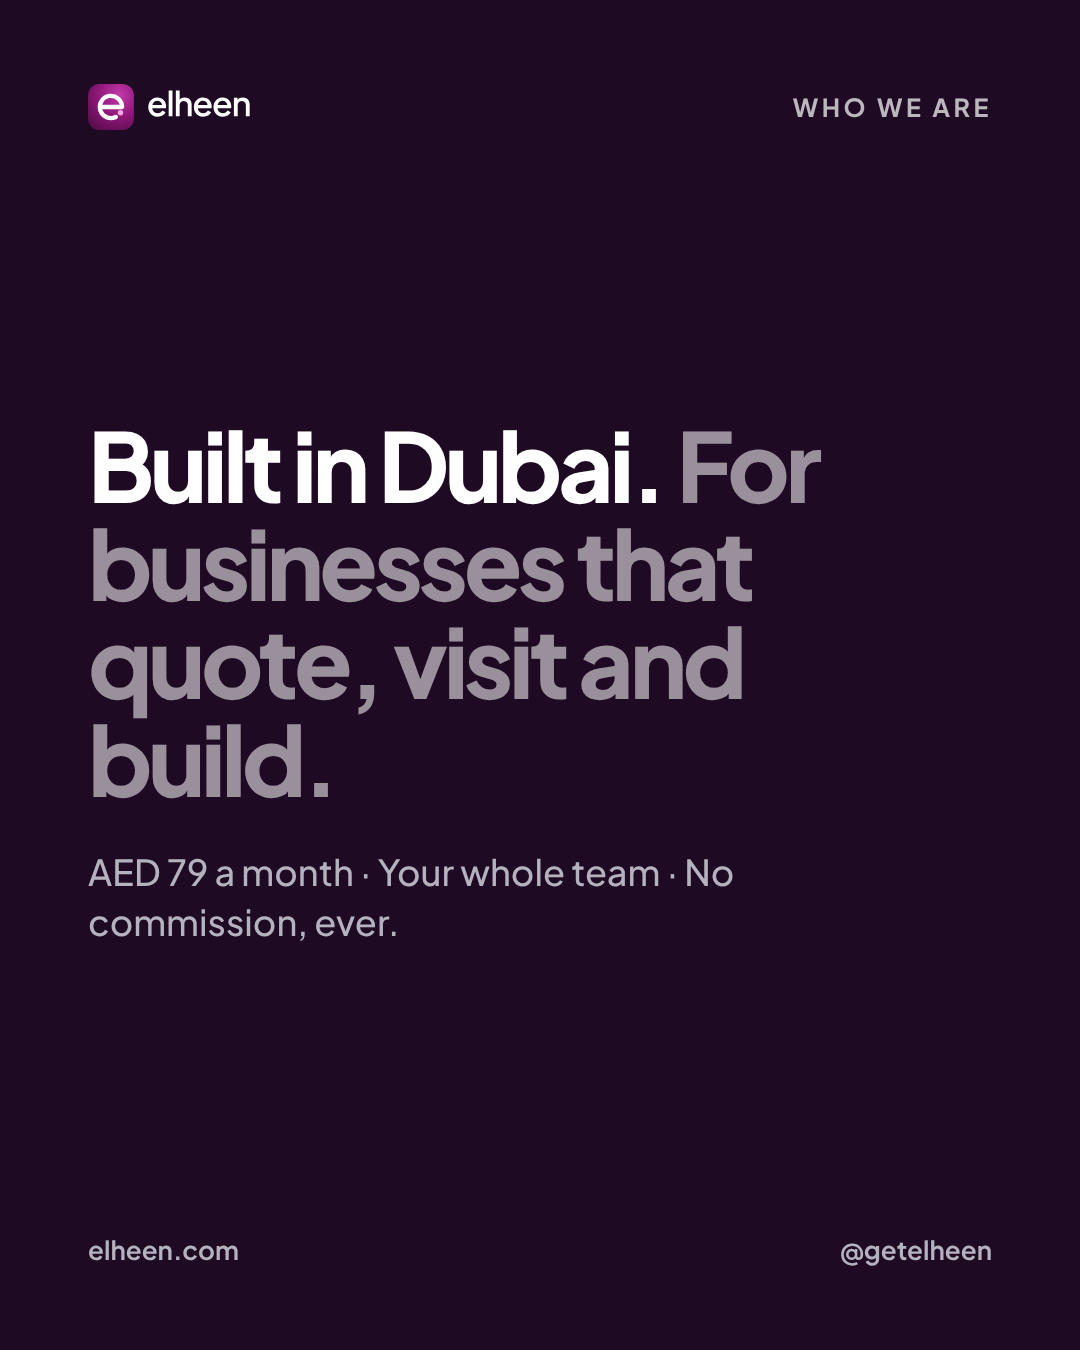 elheen
WHO WE ARE
Built in Dubai. For
businesses that
quote, visit and
build.
AED 79 a month · Your whole team · No
commission, ever.
elheen.com
@getelheen